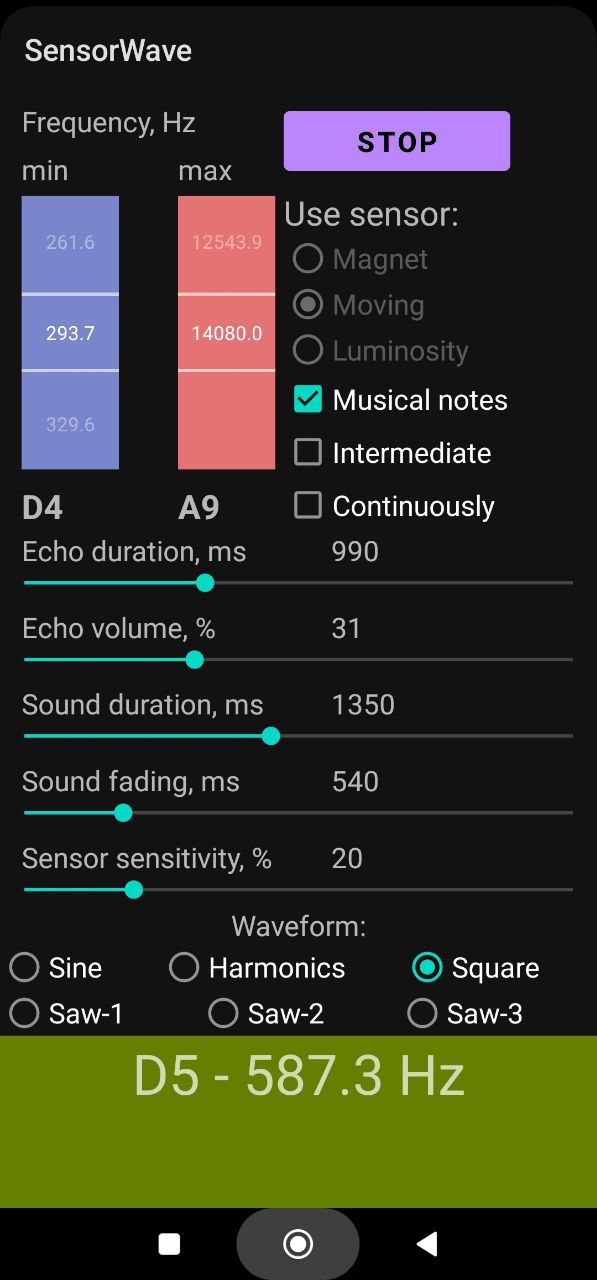 SensorWave
Frequency, Hz
STOP
min
max
261.6
293.7
329.6
12543.9
14080.0
D4
A9
Use sensor:
Magnet
Moving
Luminosity
Musical notes
Intermediate
Continuously
Echo duration, ms 990
Echo volume, % 31
Sound duration, ms 1350
Sound fading, ms 540
Sensor sensitivity, % 20
Waveform:
Sine Harmonics Square
Saw-1 Saw-2 Saw-3
D5 - 587.3 Hz